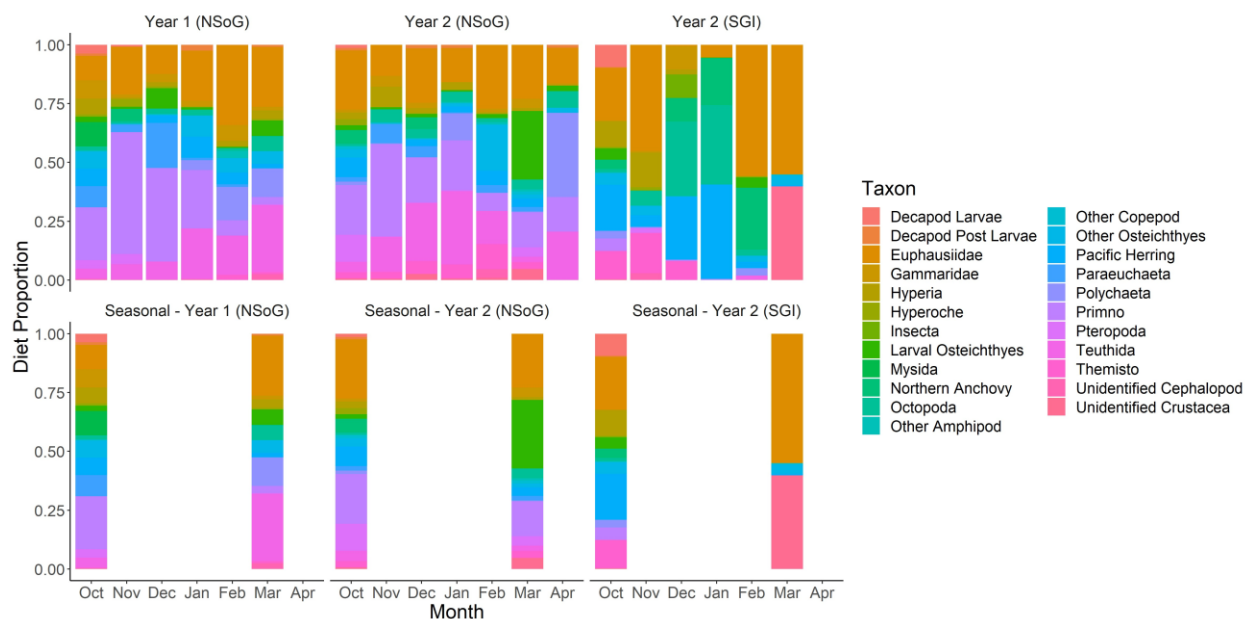 Year 1 (NSoG) Year 2 (NSoG) Year 2 (SGI)
1.00
0.75
0.50
0.25
0.00
Seasonal - Year 1 (NSoG) Seasonal - Year 2 (NSoG) Seasonal - Year 2 (SGI)
1.00
0.75
0.50
0.25
0.00
Diet Proportion
Oct Nov Dec Jan Feb Mar Apr Oct Nov Dec Jan Feb Mar Apr Oct Nov Dec Jan Feb Mar Apr
Month
Taxon
Decapod Larvae
Decapod Post Larvae
Euphausiidae
Gammaridae
Hyperia
Hyperoche
Insecta
Larval Osteichthyes
Mysida
Northern Anchovy
Octopoda
Other Amphipod
Other Copepod
Other Osteichthyes
Pacific Herring
Paraeuchaeta
Polychaeta
Primno
Pteropoda
Teuthida
Themisto
Unidentified Cephalopod
Unidentified Crustacea